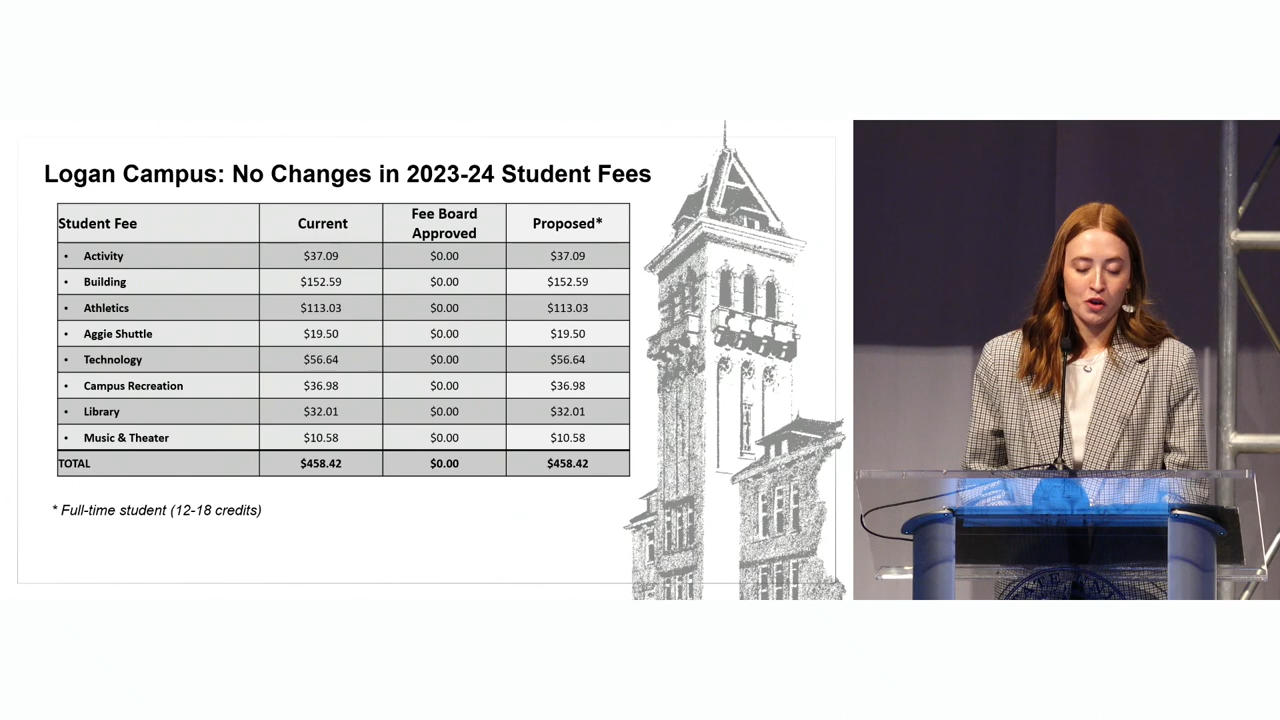 Logan Campus: No Changes in 2023-24 Student Fees
Student Fee Current Fee Board Approved Proposed*
• Activity $37.09 $0.00 $37.09
• Building $152.59 $0.00 $152.59
• Athletics $113.03 $0.00 $113.03
• Aggie Shuttle $19.50 $0.00 $19.50
• Technology $56.64 $0.00 $56.64
• Campus Recreation $36.98 $0.00 $36.98
• Library $32.01 $0.00 $32.01
• Music & Theater $10.58 $0.00 $10.58
TOTAL $458.42 $0.00 $458.42
* Full-time student (12-18 credits)